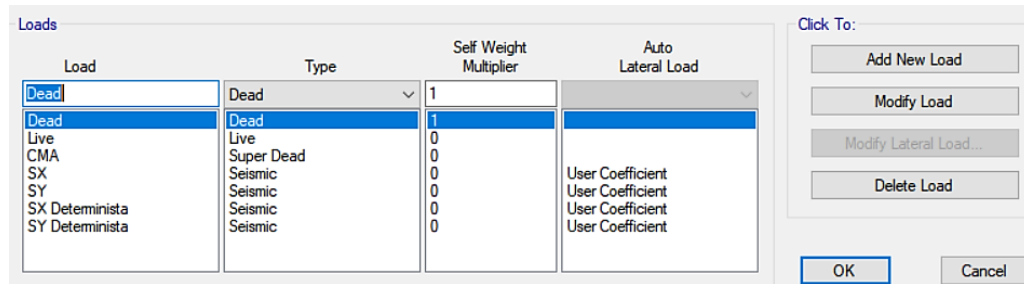 Loads
Click To:
Load Type Self Weight Multiplier Auto Lateral Load
Dead Dead 1
Dead Dead 1
Live Live 0
CMA Super Dead 0
SX Seismic 0 User Coefficient
SY Seismic 0 User Coefficient
SX Determinista Seismic 0 User Coefficient
SY Determinista Seismic 0 User Coefficient
Add New Load
Modify Load
Modify Lateral Load...
Delete Load
OK
Cancel